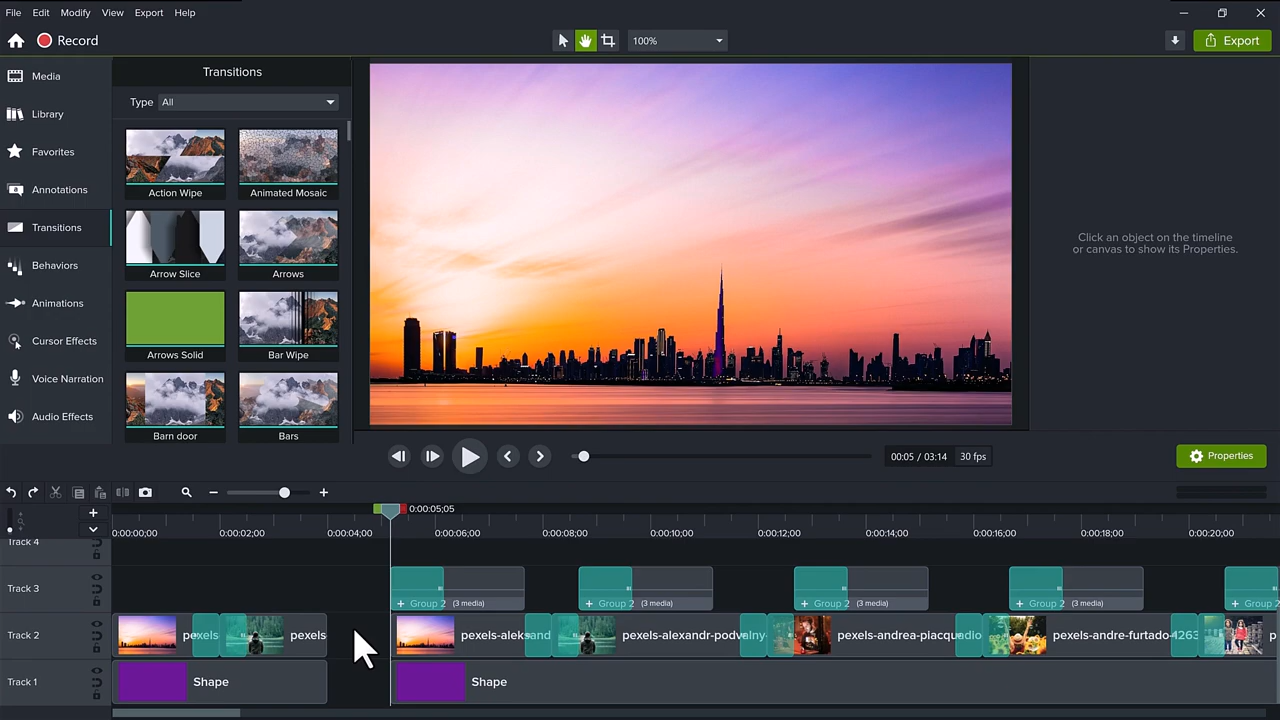 File Edit Modify View Export Help
Record
100%
Export
Media
Library
Favorites
Annotations
Transitions
Behaviors
Animations
Cursor Effects
Voice Narration
Audio Effects
Transitions
Type All
Action Wipe
Animated Mosaic
Arrow Slice
Arrows
Arrows Solid
Bar Wipe
Barn door
Bars
Click an object on the timeline
or canvas to show its Properties.
00:05 / 03:14 30 fps
Properties
0:00:05;05
0:00:00;00 0:00:02;00 0:00:04;00 0:00:06;00 0:00:08;00 0:00:10;00 0:00:12;00 0:00:14;00 0:00:16;00 0:00:18;00 0:00:20;00
Track 4
Track 3
+ Group 2 (3 media) + Group 2 (3 media) + Group 2 (3 media) + Group 2 (3 media) + Group 2
Track 2
pexels pexels pexels-aleksand pexels-alexandr-podvalny- pexels-andrea-piacquadio pexels-andre-furtado-4263 p
Track 1
Shape Shape